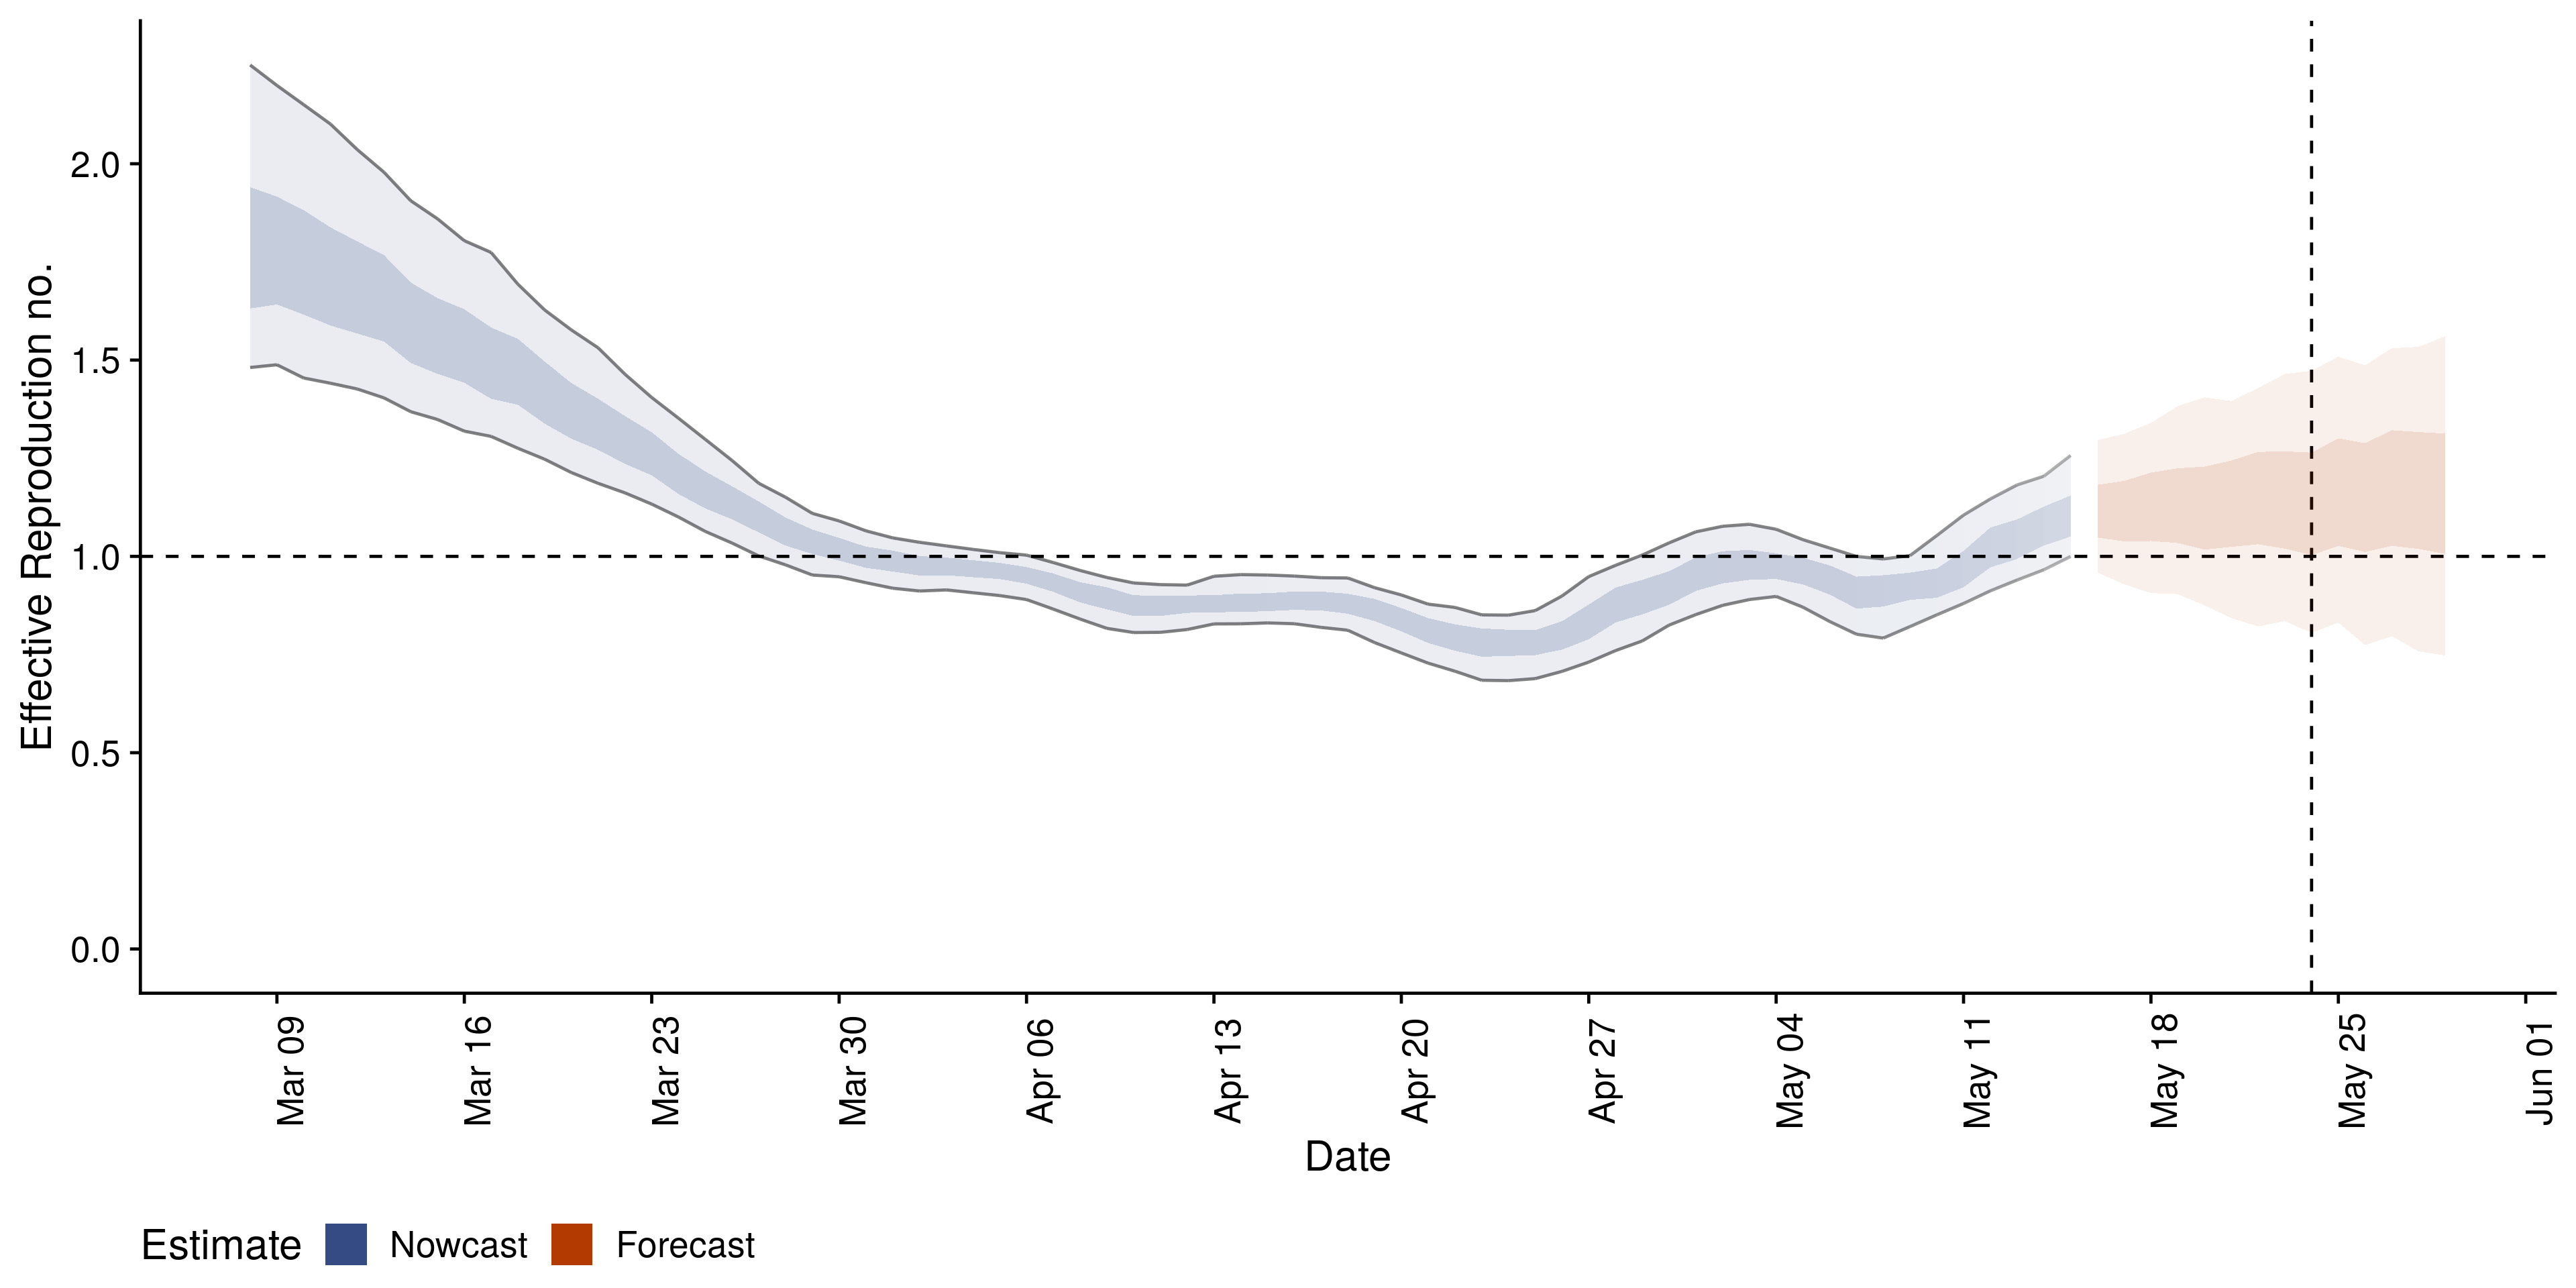 Effective Reproduction no.
2.0
1.5
1.0
0.5
0.0
Mar 09
Mar 16
Mar 23
Mar 30
Apr 06
Apr 13
Apr 20
Apr 27
May 04
May 11
May 18
May 25
Jun 01
Date
Estimate Nowcast Forecast